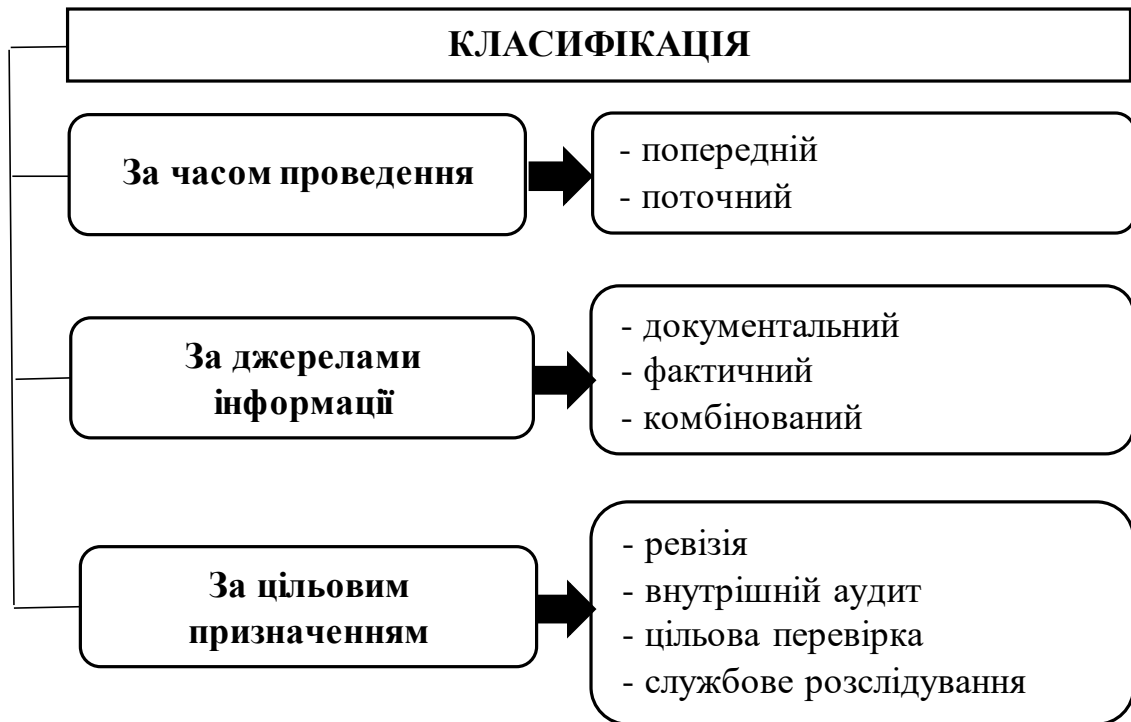 КЛАСИФІКАЦІЯ
За часом проведення
- попередній
- поточний
За джерелами
інформації
- документальний
- фактичний
- комбінований
За цільовим
призначенням
- ревізія
- внутрішній аудит
- цільова перевірка
- службове розслідування